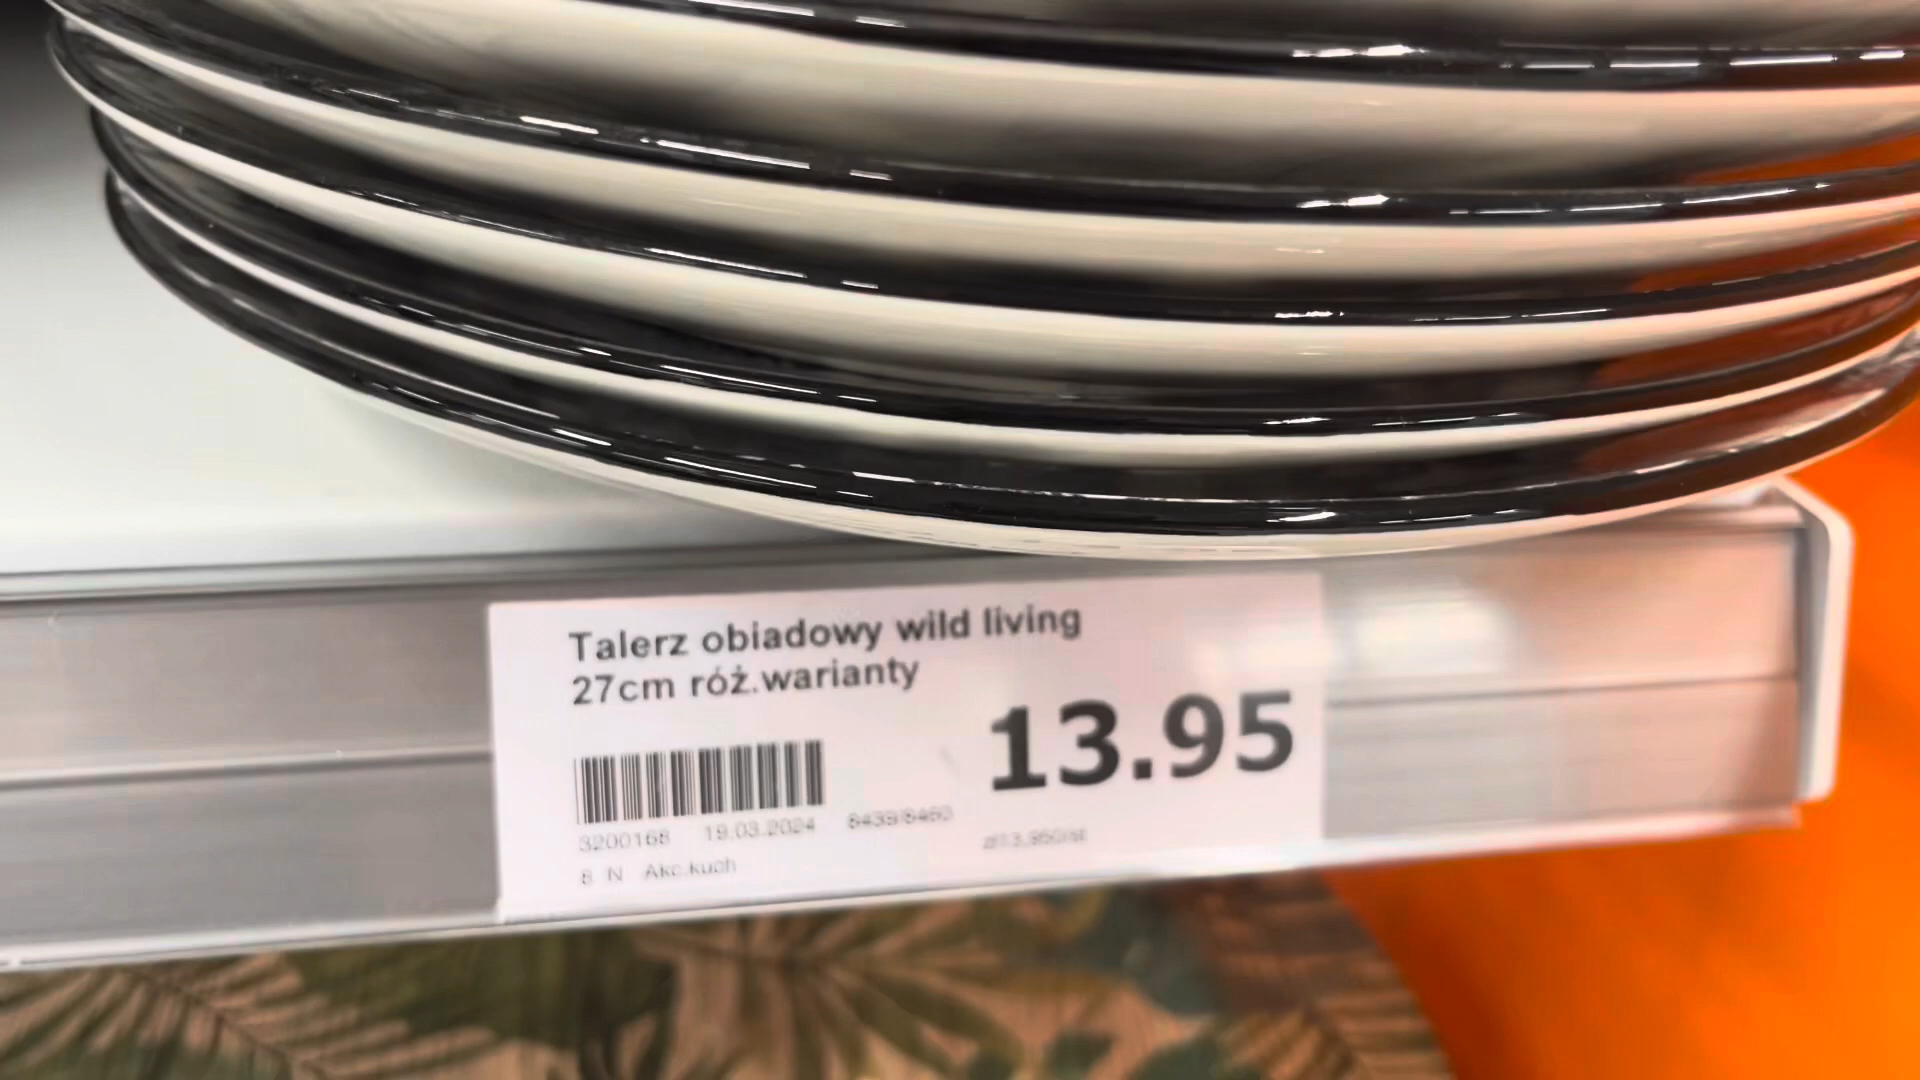 Talerz obiadowy wild living
27cm róż.warianty
13.95
3200168 19.03.2024
8 N Akc.kuch